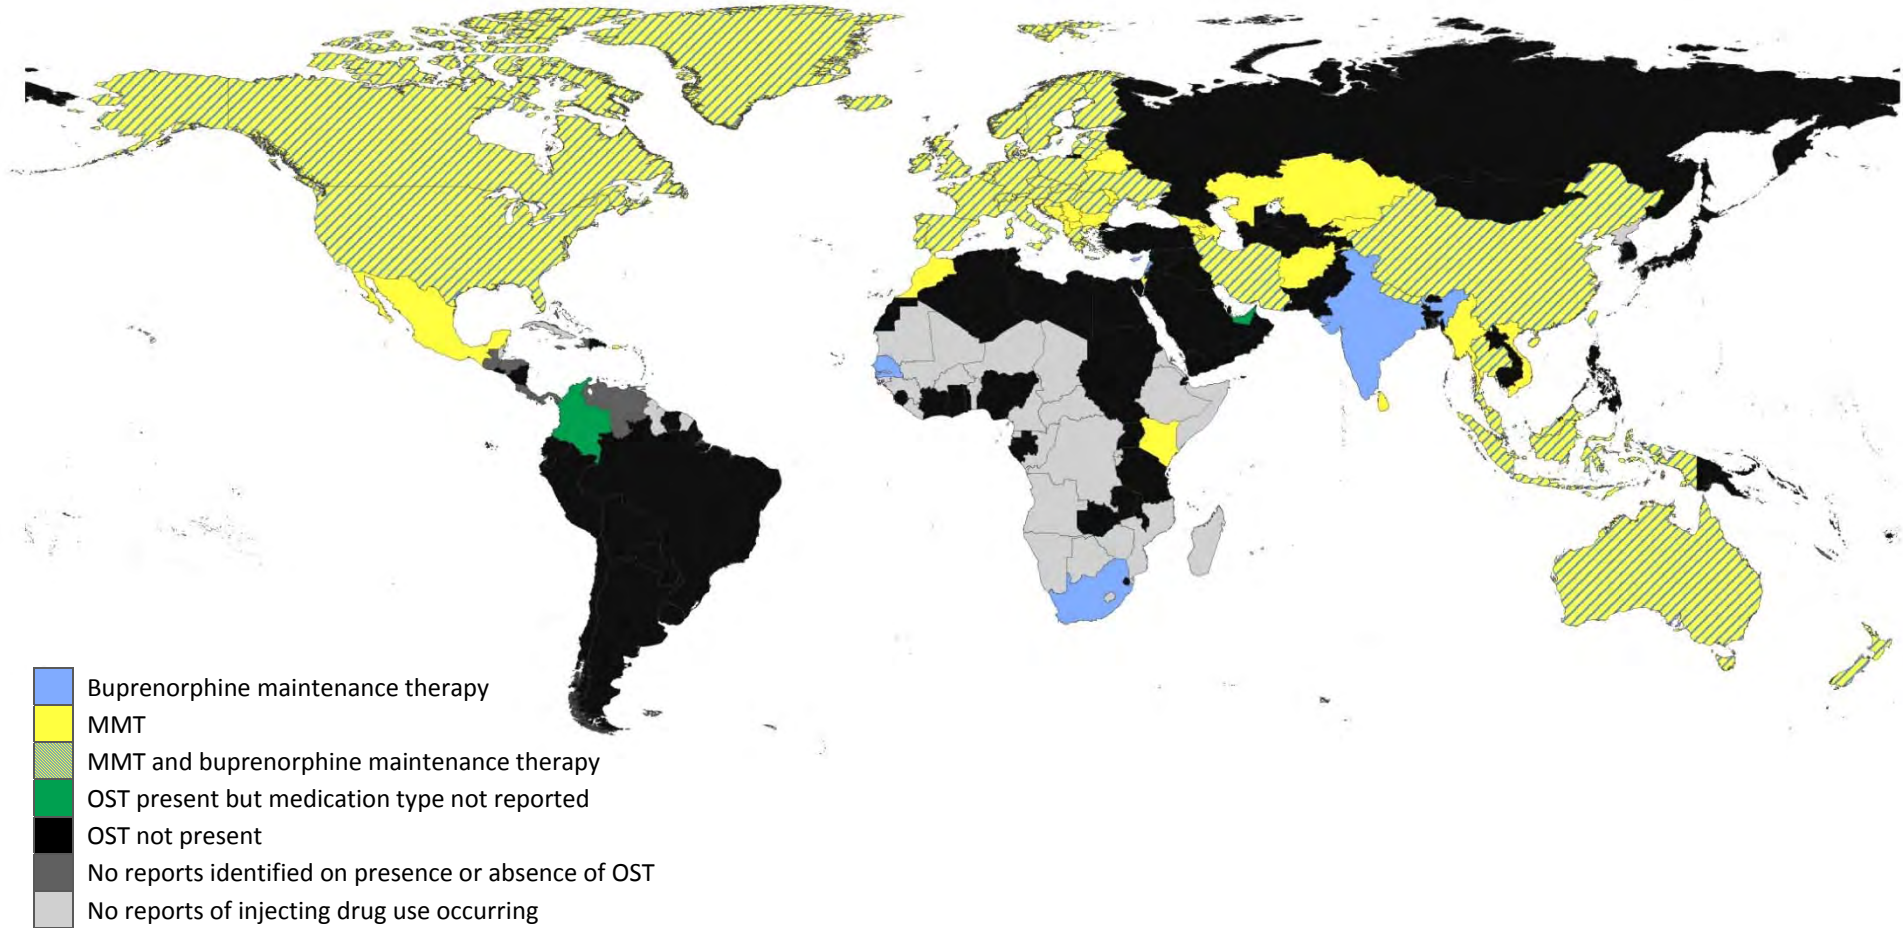 Buprenorphine maintenance therapy
MMT
MMT and buprenorphine maintenance therapy
OST present but medication type not reported
OST not present
No reports identified on presence or absence of OST
No reports of injecting drug use occurring